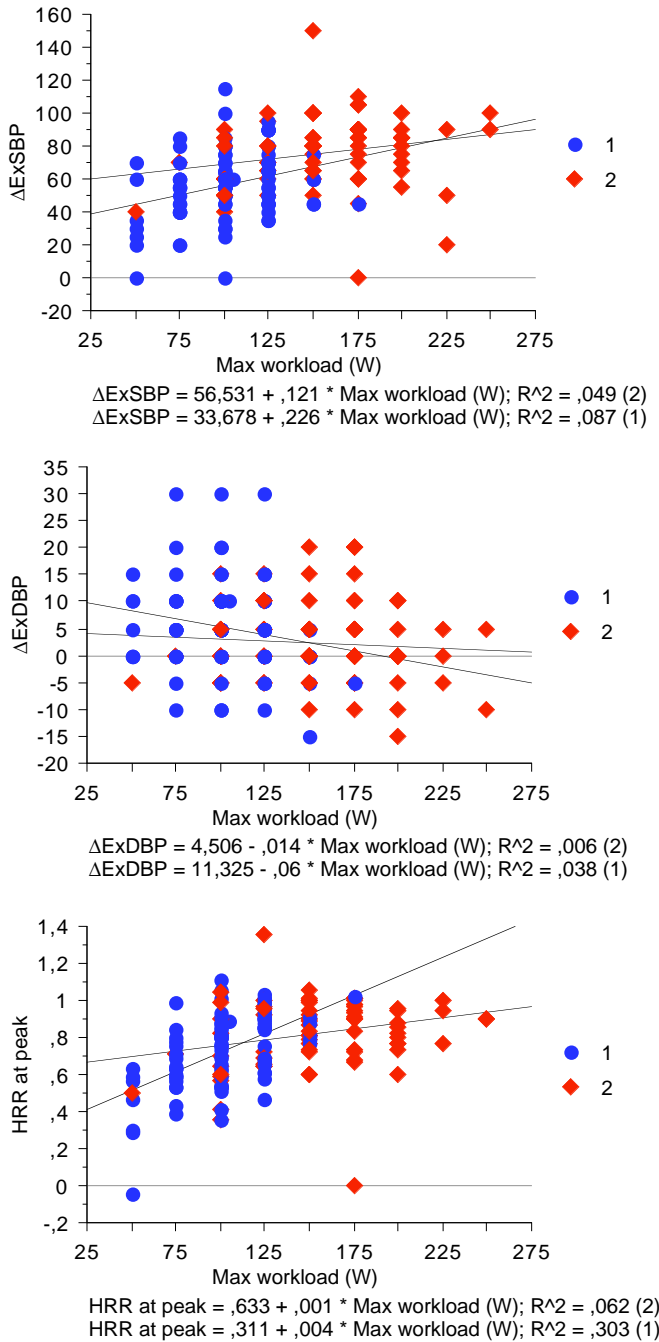 160
140
120
100
80
60
40
20
0
-20
ΔExSBP
25 75 125 175 225 275
Max workload (W)
1
2
ΔExSBP = 56,531 + ,121 * Max workload (W); R^2 = ,049 (2)
ΔExSBP = 33,678 + ,226 * Max workload (W); R^2 = ,087 (1)
35
30
25
20
15
10
5
0
-5
-10
-15
-20
ΔExDBP
25 75 125 175 225 275
Max workload (W)
1
2
ΔExDBP = 4,506 - ,014 * Max workload (W); R^2 = ,006 (2)
ΔExDBP = 11,325 - ,06 * Max workload (W); R^2 = ,038 (1)
1,4
1,2
1
,8
,6
,4
,2
0
-,2
HRR at peak
25 75 125 175 225 275
Max workload (W)
1
2
HRR at peak = ,633 + ,001 * Max workload (W); R^2 = ,062 (2)
HRR at peak = ,311 + ,004 * Max workload (W); R^2 = ,303 (1)